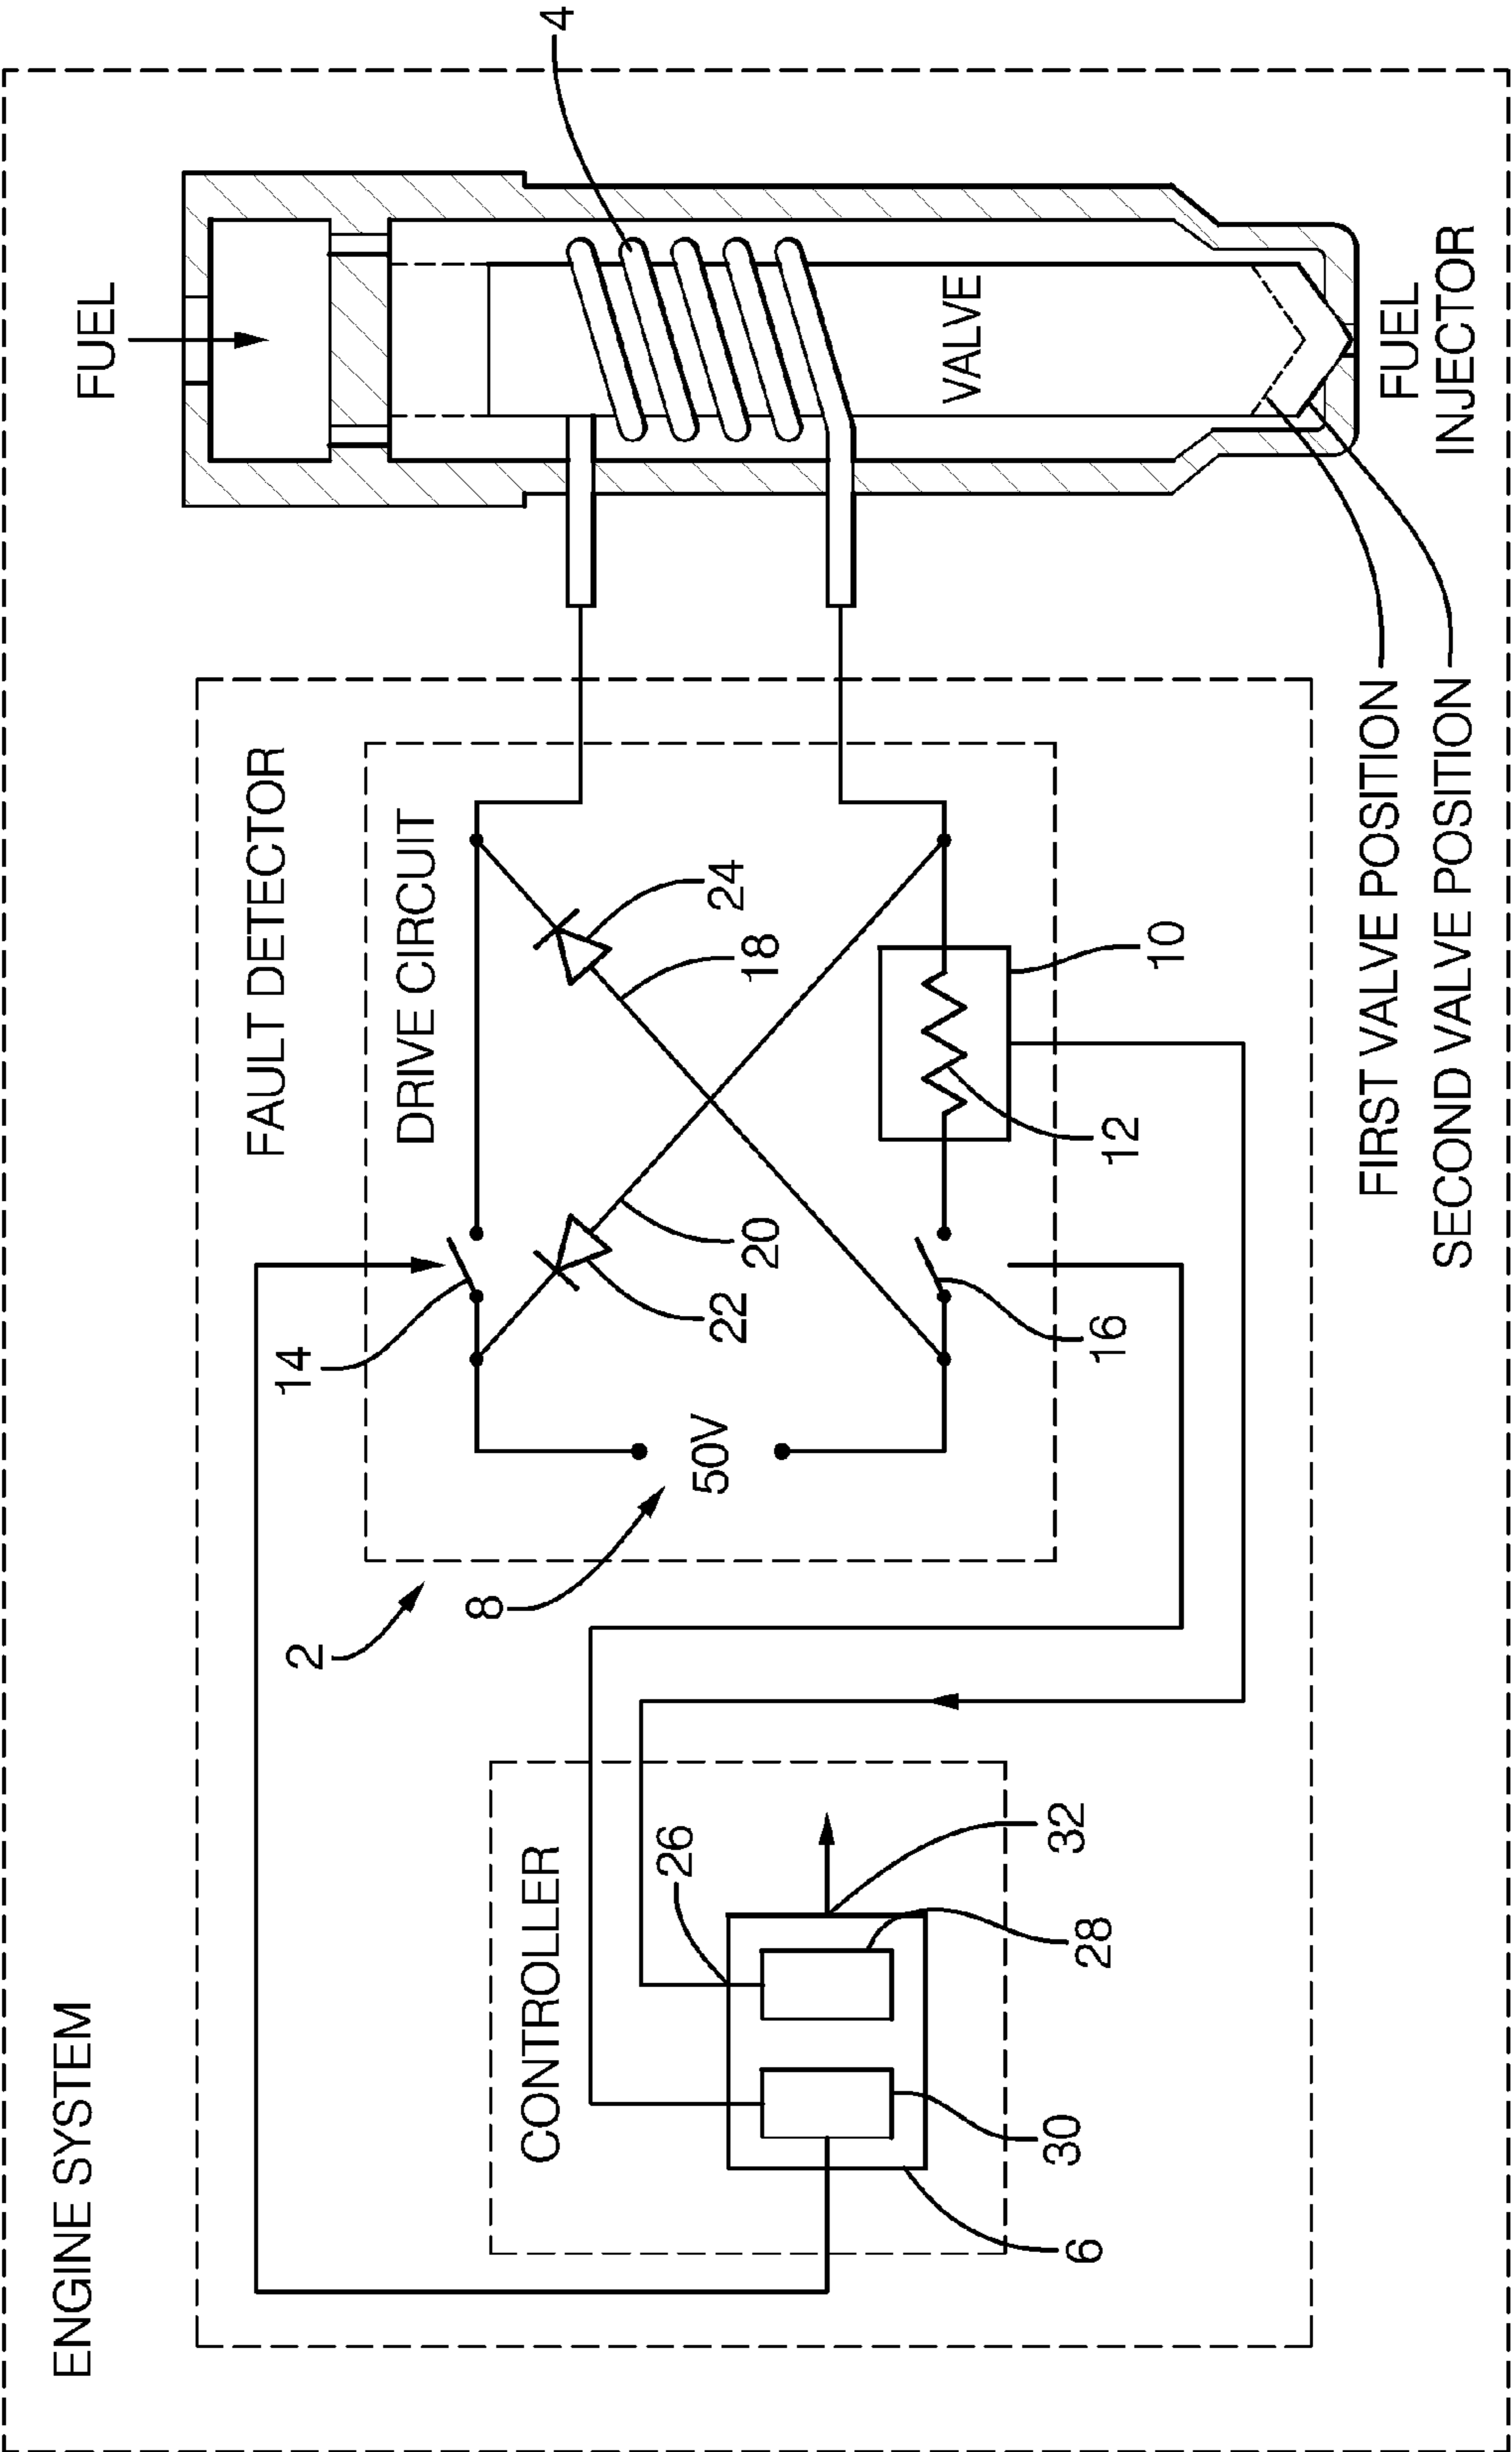 ENGINE SYSTEM
FUEL
4
FAULT DETECTOR
2
14
DRIVE CIRCUIT
8
24
18
20
22
50V
VALVE
CONTROLLER
26
10
12
16
32
28
30
6
FIRST VALVE POSITION
SECOND VALVE POSITION
FUEL
INJECTOR